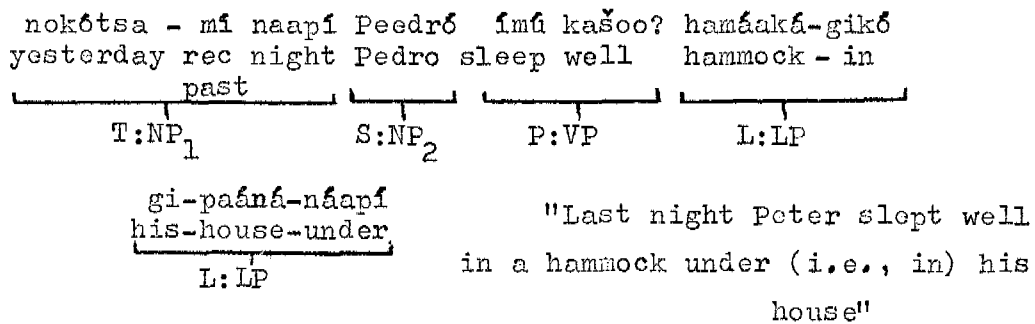 nokótsa - mí naapí Peedró ímú kašoo? hamáaká-gikó
yesterday rec night Pedro sleep well hammock - in
past
T:NP1 S:NP2 P:VP L:LP
gi-paáná-náapí
his-house-under
"Last night Peter slept well
L:LP
in a hammock under (i.e., in) his
house"